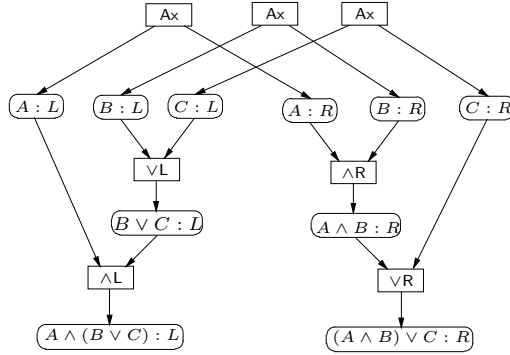 Ax Ax Ax
A : L B : L C : L A : R B : R C : R
∨L ∧R
B ∨ C : L A ∧ B : R
∧L ∨R
A ∧ (B ∨ C) : L (A ∧ B) ∨ C : R